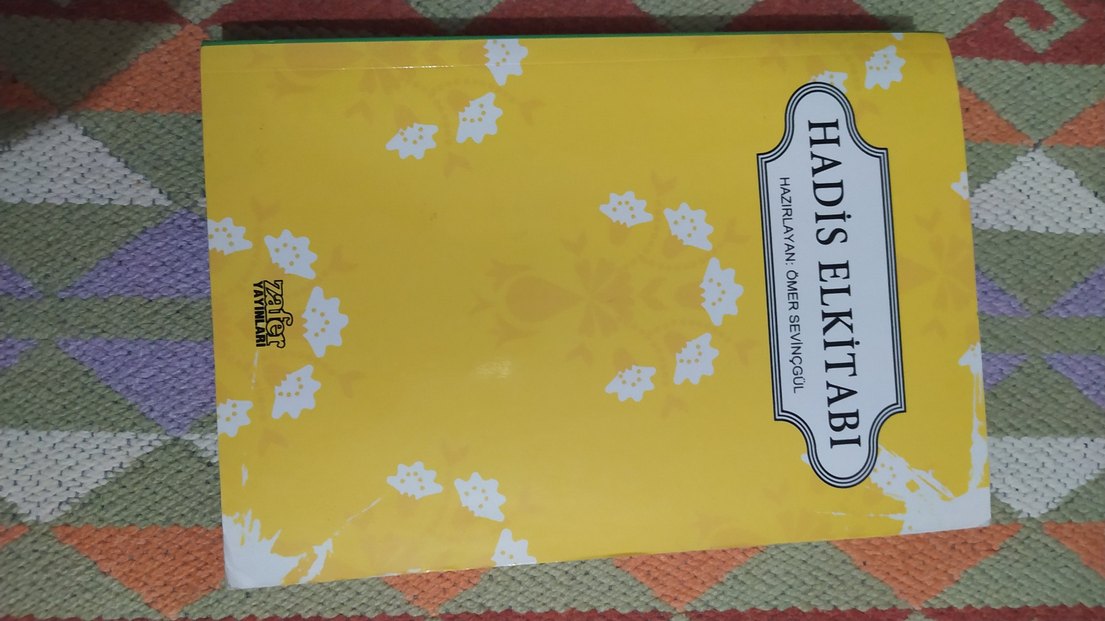 HADİS ELKİTABI
HAZIRLAYAN: ÖMER SEVİNÇGÜL
zafer
YAYINLARI